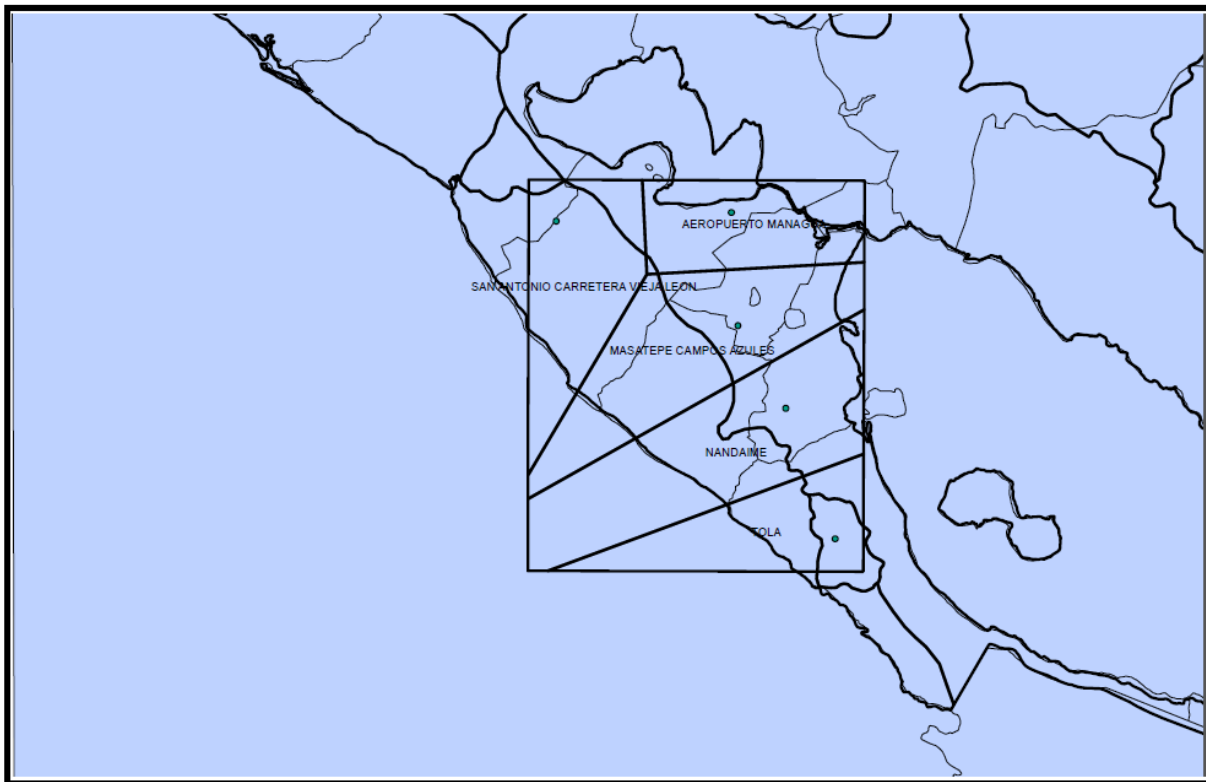 AEROPUERTO MANAGUA
SAN ANTONIO CARRETERA VIEJA LEON
MASATEPE CAMPOS AZULES
NANDAIME
TOLA